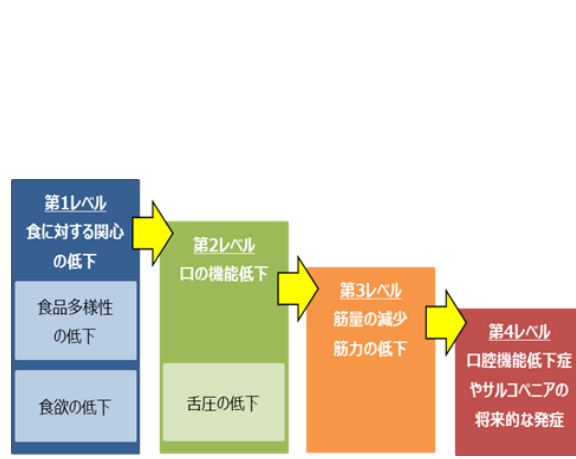 第1レベル
食に対する関心
の低下
食品多様性
の低下
食欲の低下
第2レベル
口の機能低下
舌圧の低下
第3レベル
筋量の減少
筋力の低下
第4レベル
口腔機能低下症
やサルコペニアの
将来的な発症